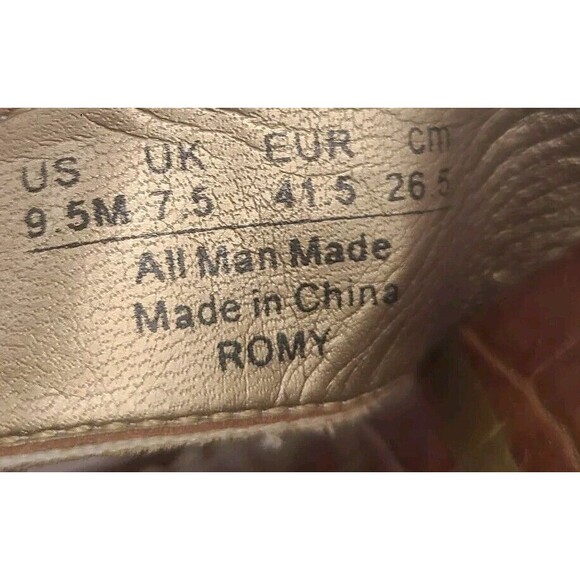 US UK EUR cm
9.5M 7.5 41.5 26 5
All Man Made
Made in China
ROMY